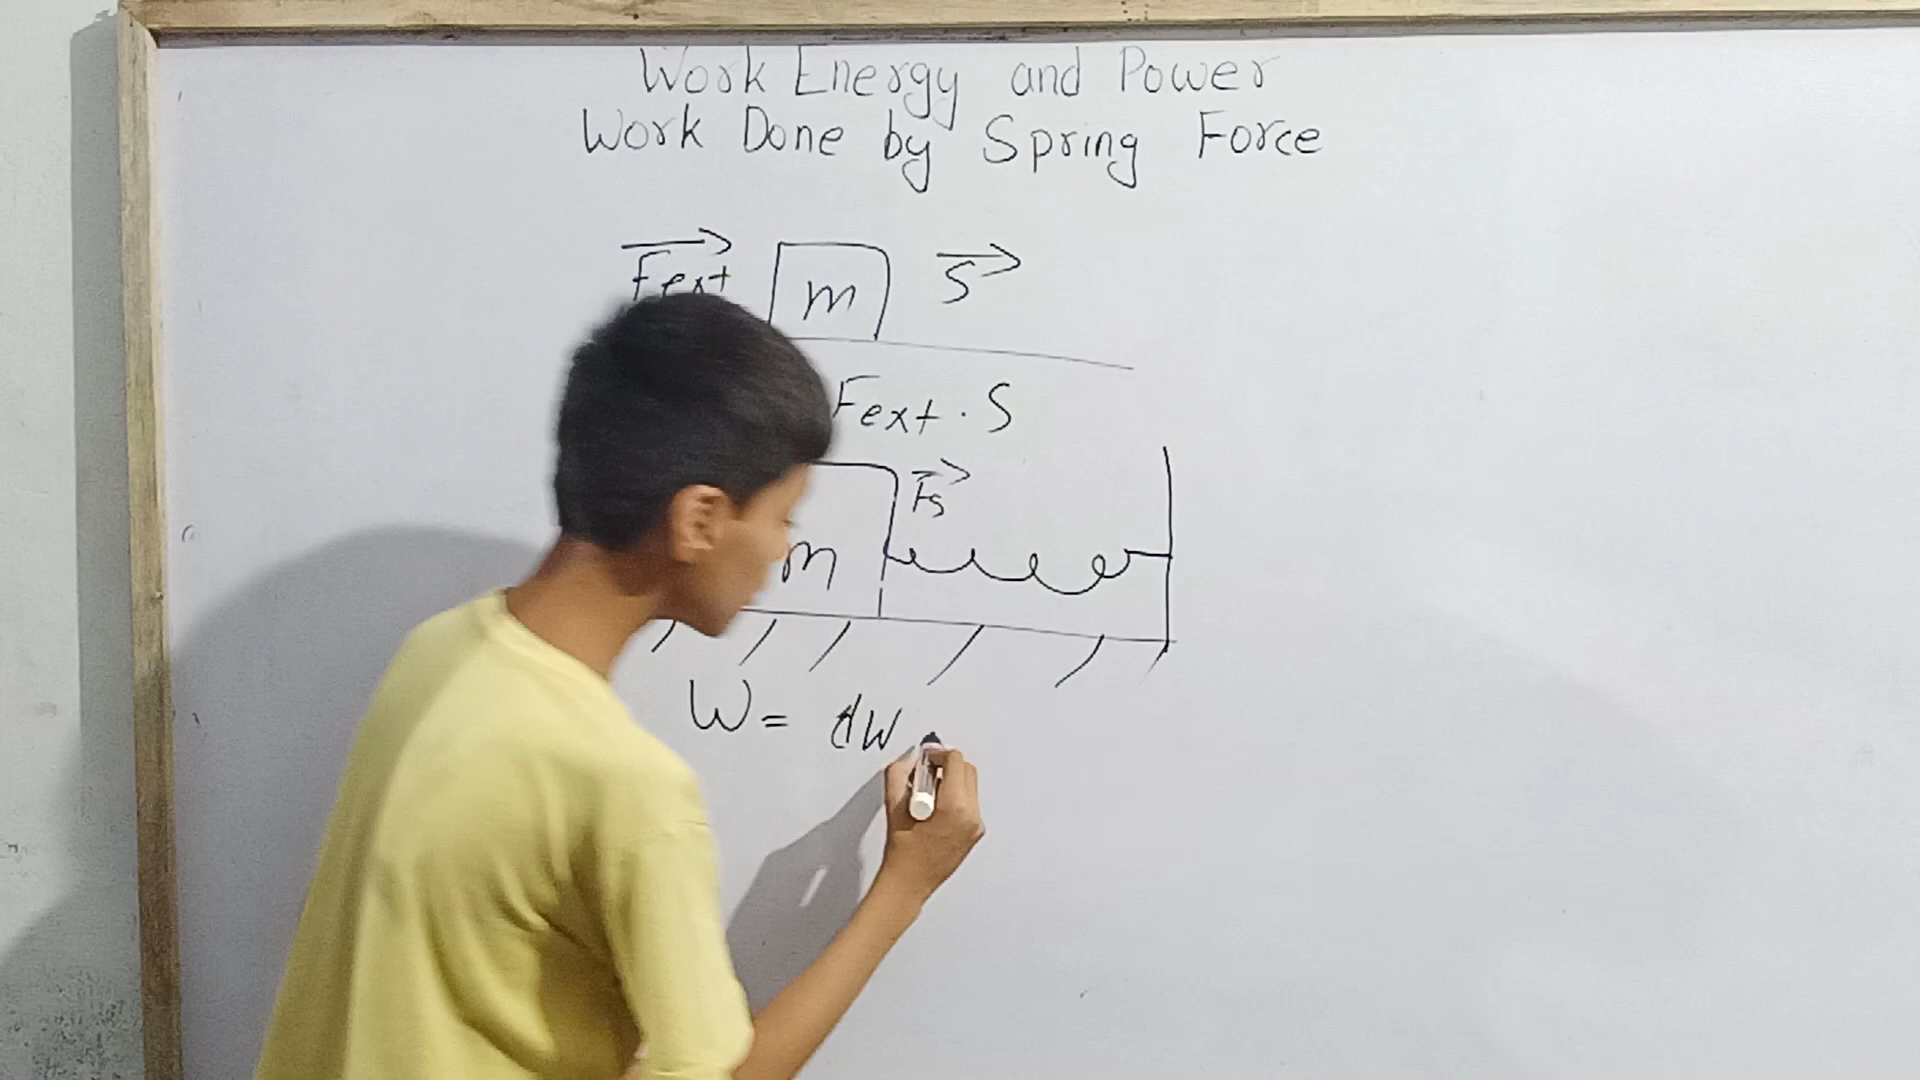 Work Energy and Power
Work Done by Spring Force
Fext m S
Fext . S
Fs
m
W = dW